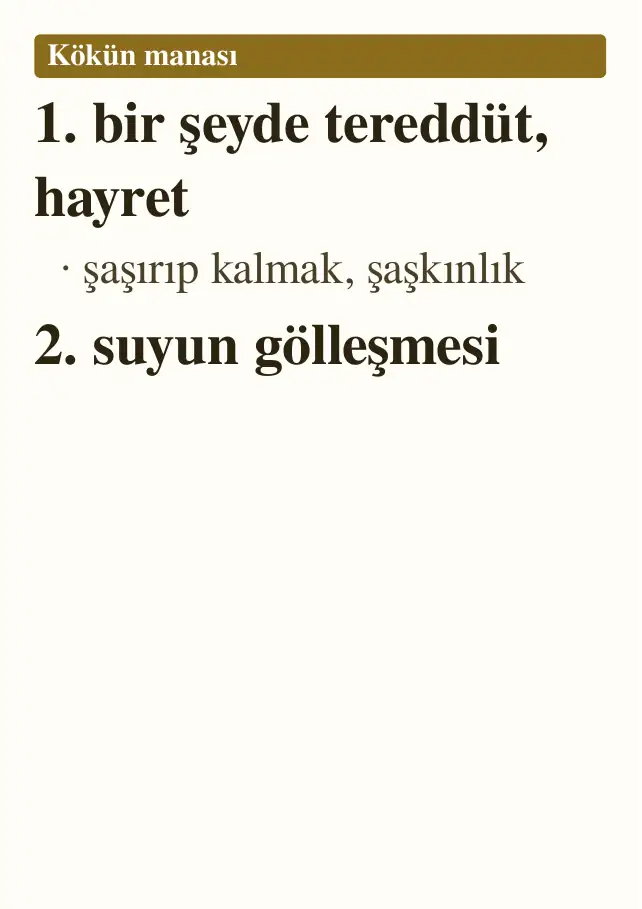 Kökün manası
1. bir şeyde tereddüt,
hayret
· şaşırıp kalmak, şaşkınlık
2. suyun gölleşmesi